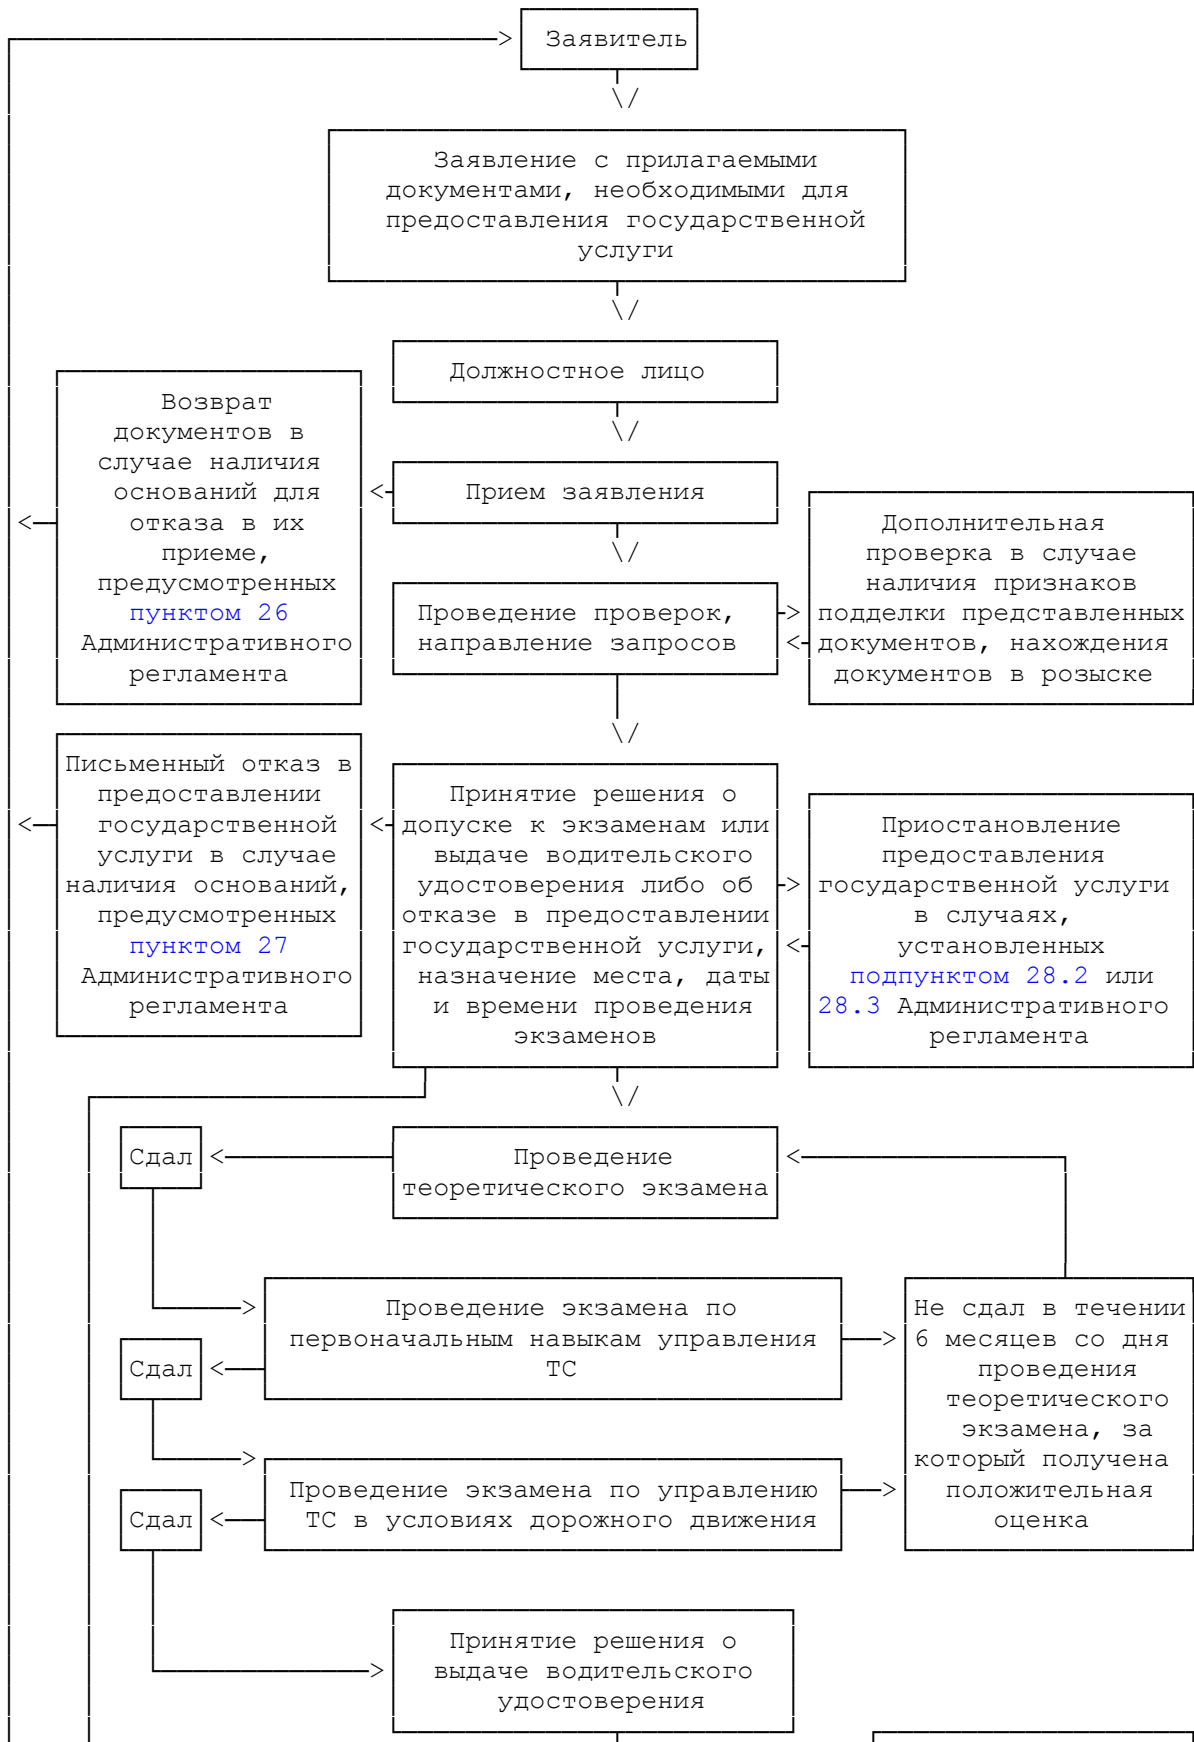 Заявитель
Заявление с прилагаемыми
документами, необходимыми для
предоставления государственной
услуги
Должностное лицо
Возврат
документов в
случае наличия
оснований для
отказа в их
приеме,
предусмотренных
пунктом 26
Административного
регламента
Прием заявления
Проведение проверок,
направление запросов
Дополнительная
проверка в случае
наличия признаков
подделки представленных
документов, нахождения
документов в розыске
Письменный отказ в
предоставлении
государственной
услуги в случае
наличия оснований,
предусмотренных
пунктом 27
Административного
регламента
Принятие решения о
допуске к экзаменам или
выдаче водительского
удостоверения либо об
отказе в предоставлении
государственной услуги,
назначение места, даты
и времени проведения
экзаменов
Приостановление
предоставления
государственной услуги
в случаях,
установленных
подпунктом 28.2 или
28.3 Административного
регламента
Сдал
Проведение
теоретического экзамена
Проведение экзамена по
первоначальным навыкам управления
ТС
Сдал
Не сдал в течении
6 месяцев со дня
проведения
теоретического
экзамена, за
который получена
положительная
оценка
Проведение экзамена по управлению
ТС в условиях дорожного движения
Сдал
Принятие решения о
выдаче водительского
удостоверения